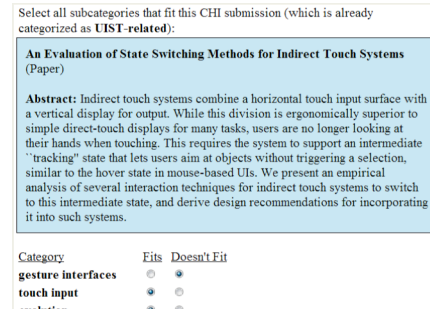 Select all subcategories that fit this CHI submission (which is already
categorized as UIST-related):
An Evaluation of State Switching Methods for Indirect Touch Systems
(Paper)
Abstract: Indirect touch systems combine a horizontal touch input surface with
a vertical display for output. While this division is ergonomically superior to
simple direct-touch displays for many tasks, users are no longer looking at
their hands when touching. This requires the system to support an intermediate
``tracking" state that lets users aim at objects without triggering a selection,
similar to the hover state in mouse-based UIs. We present an empirical
analysis of several interaction techniques for indirect touch systems to switch
to this intermediate state, and derive design recommendations for incorporating
it into such systems.
Category Fits Doesn't Fit
gesture interfaces
touch input